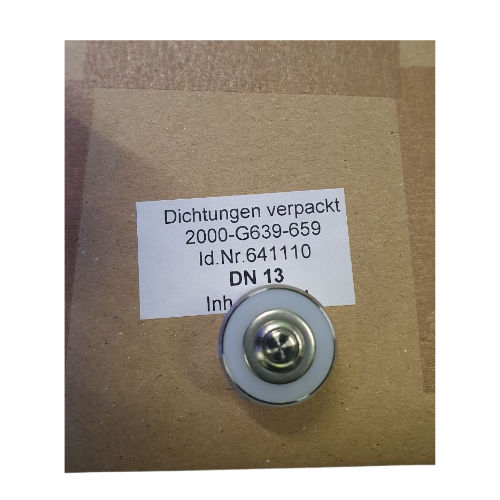 Dichtungen verpackt
2000-G639-659
Id.Nr.641110
DN 13